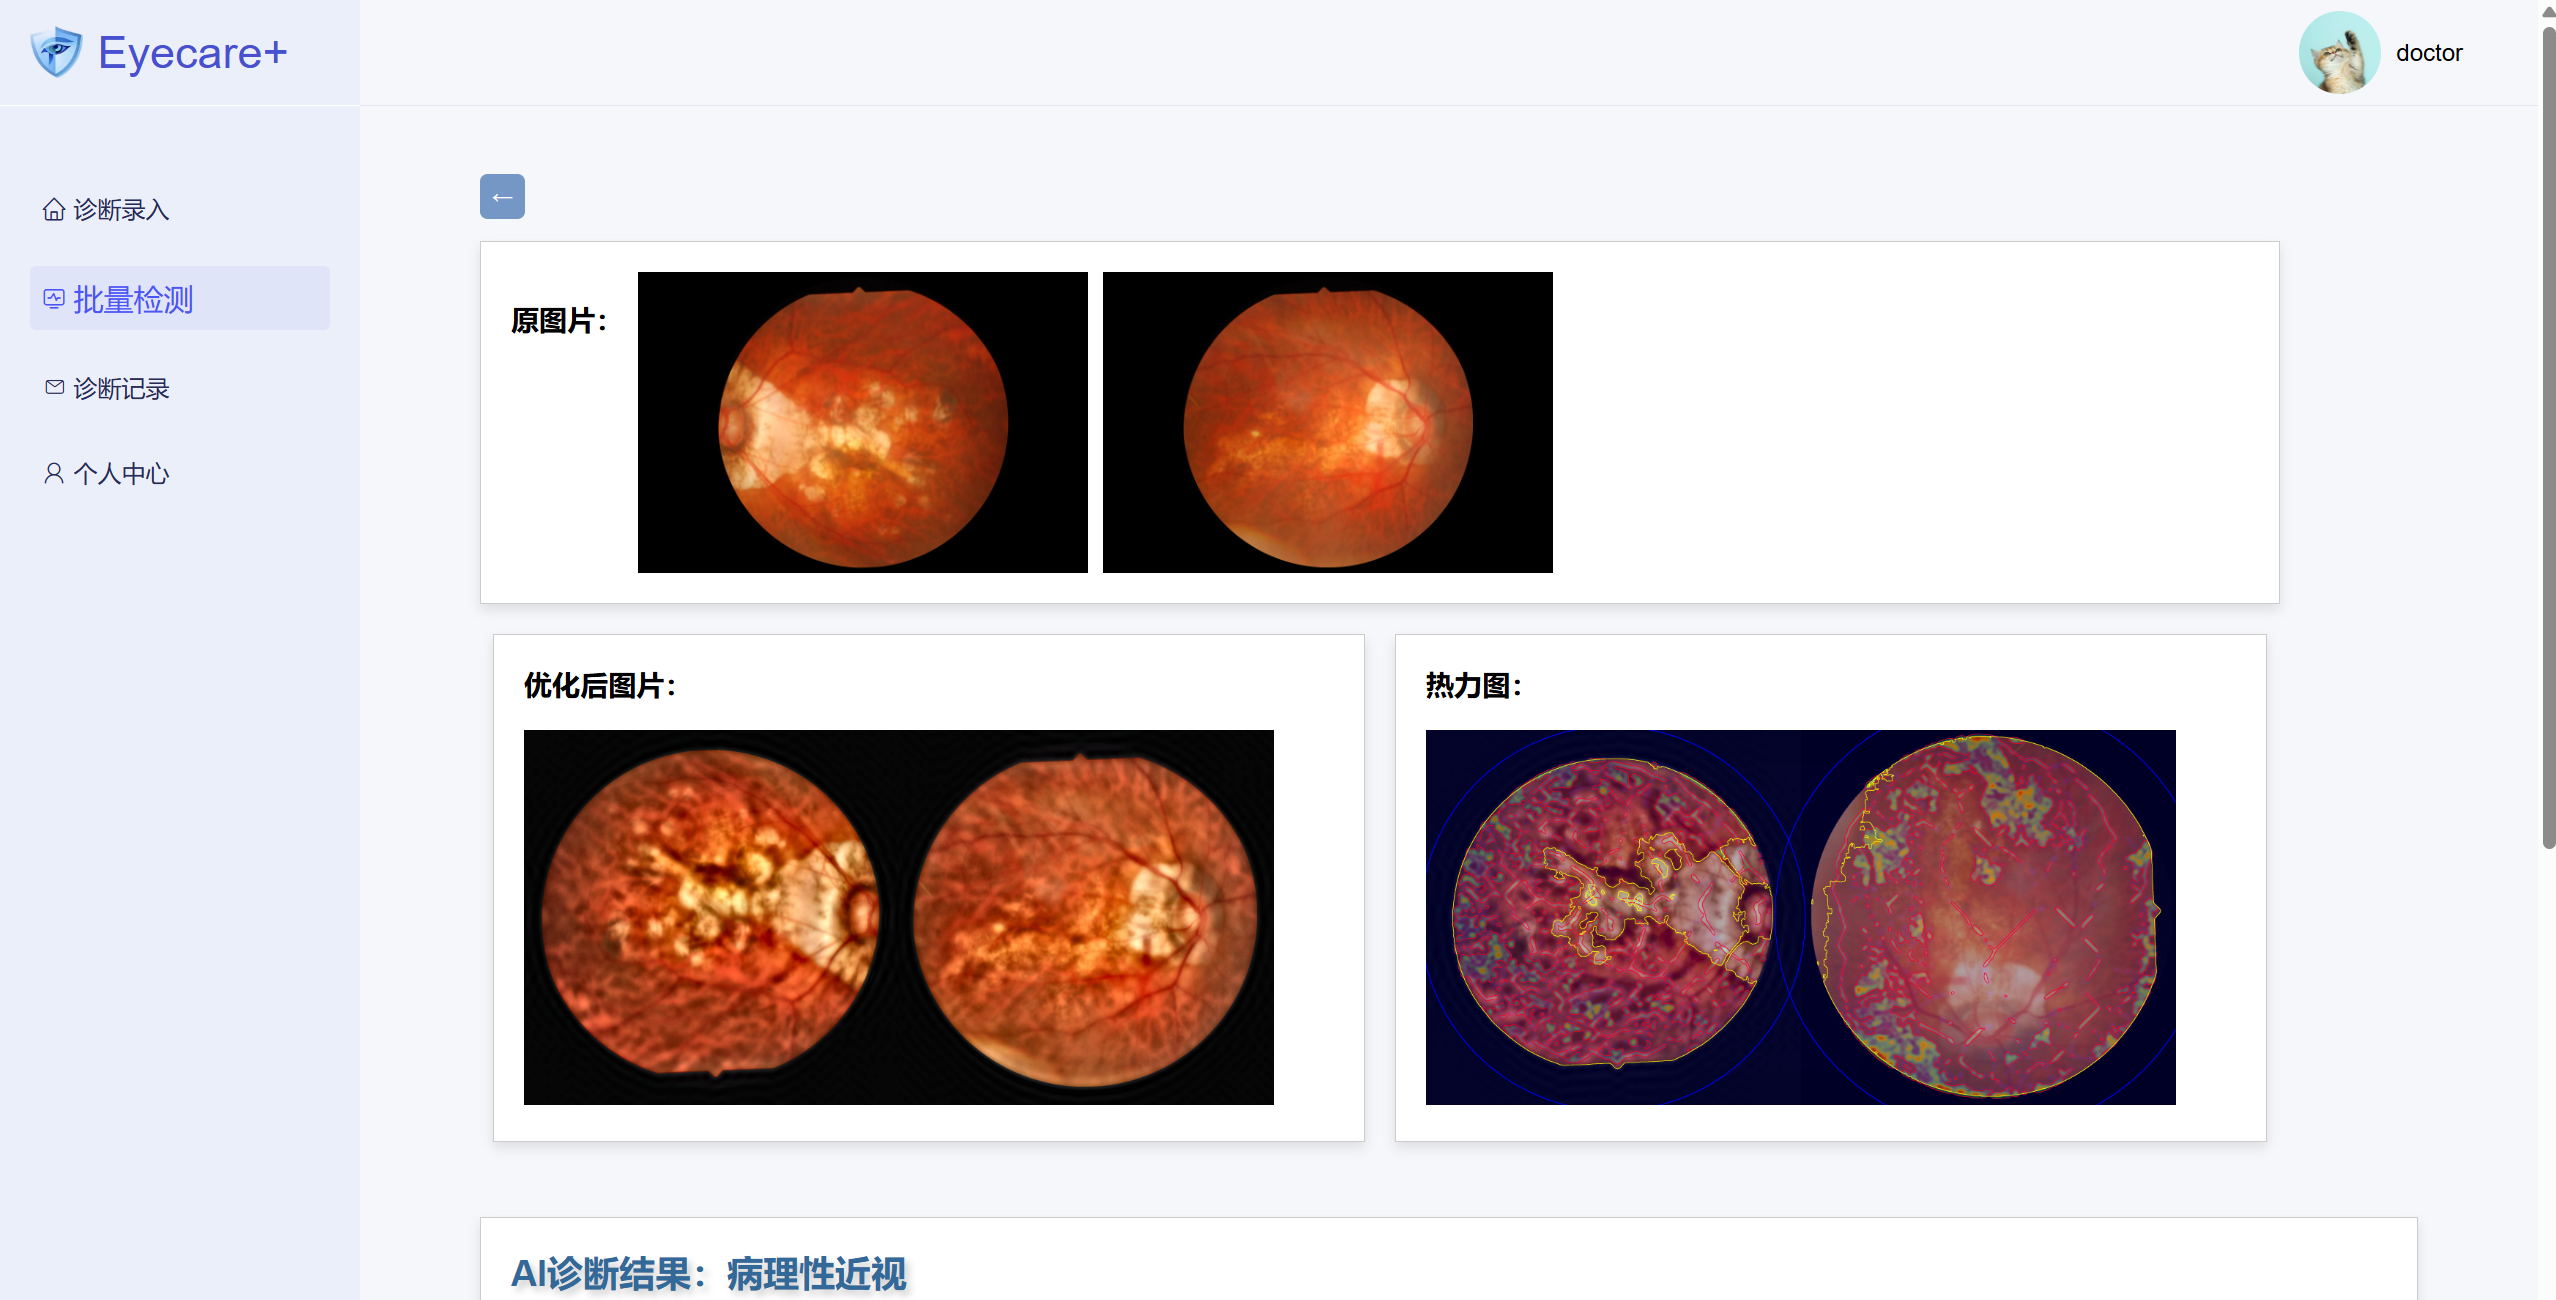 Eyecare+
doctor
诊断录入
批量检测
诊断记录
个人中心
←
原图片：
优化后图片：
热力图：
AI诊断结果：病理性近视